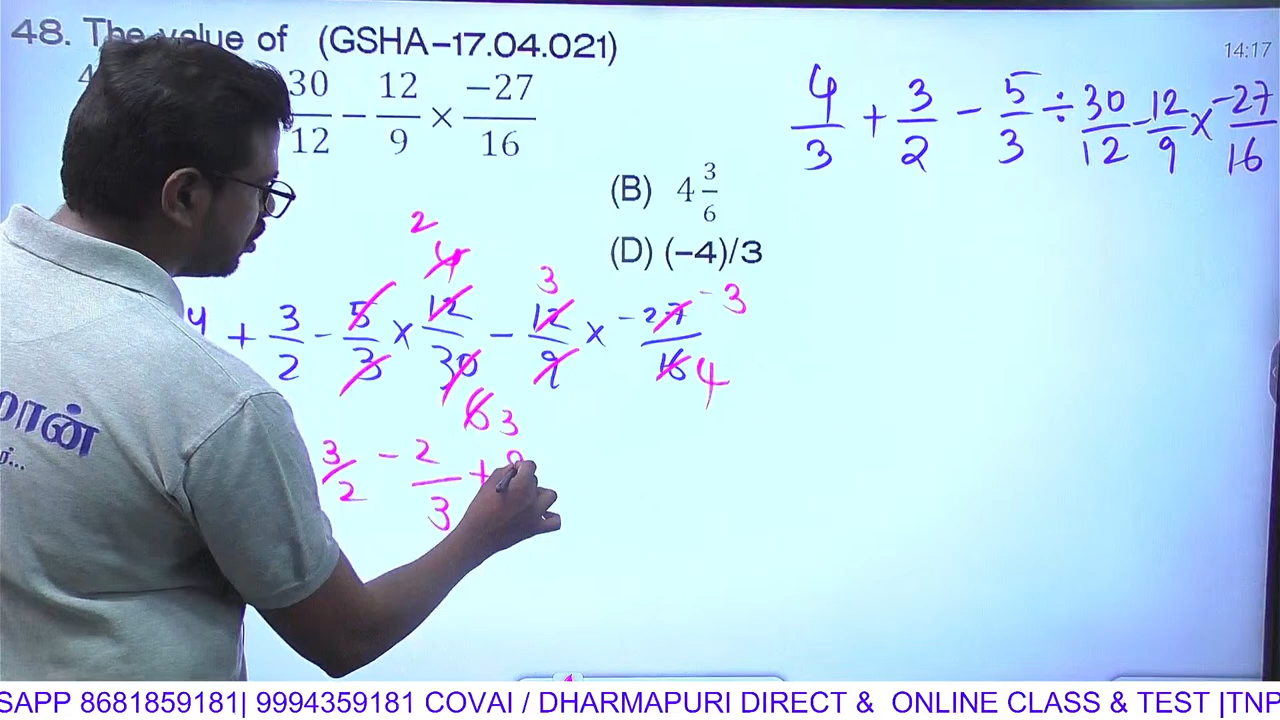 48. The value of (GSHA-17.04.021)
14:17
4 30/12 - 12/9 × -27/16
4/3 + 3/2 - 5/3 ÷ 30/12 - 12/9 × -27/16
(B) 4 3/6
(D) (-4)/3
2
4 3 -3
4 + 3/2 - 5/3 × 12/30 - 12/9 × -27/16 4
6 3
3/2 - 2/3 +
SAPP 8681859181| 9994359181 COVAI / DHARMAPURI DIRECT & ONLINE CLASS & TEST |TNP